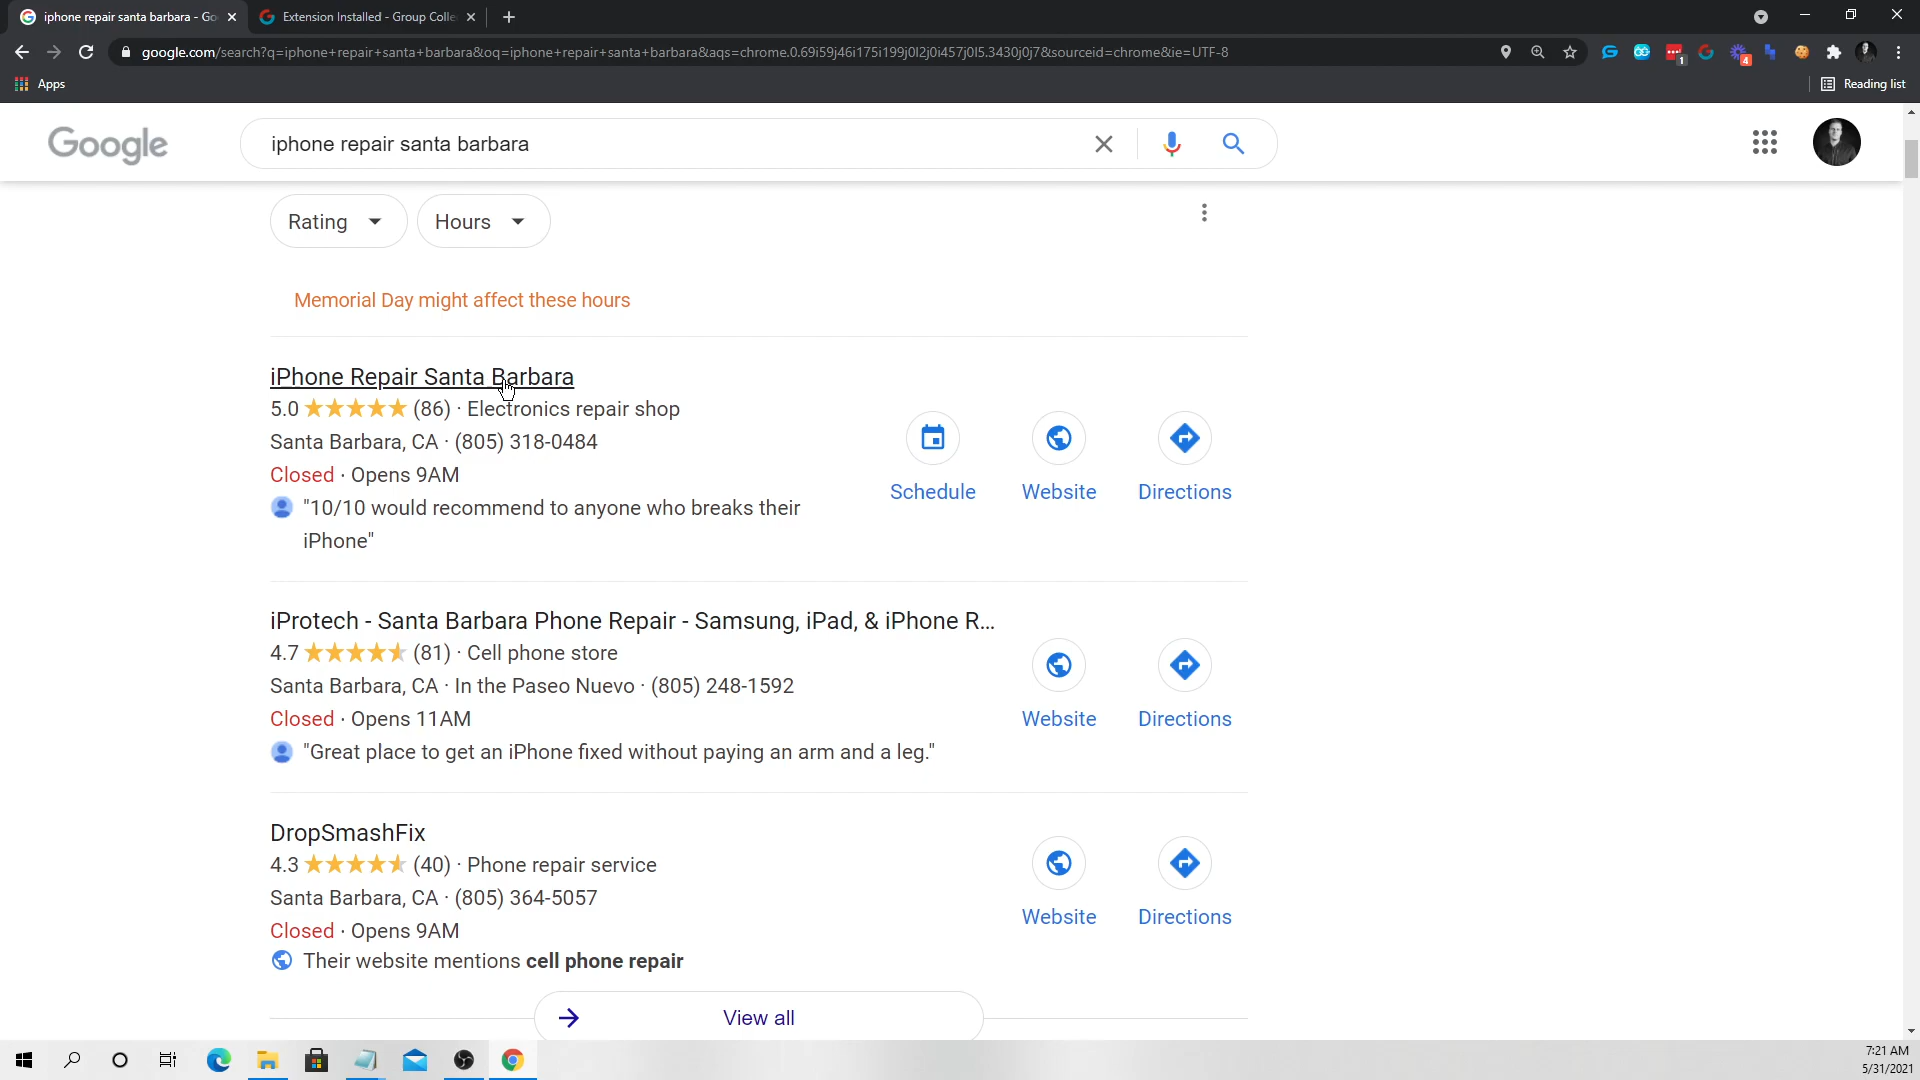 iphone repair santa barbara - Go
Extension Installed - Group Colle
google.com/search?q=iphone+repair+santa+barbara&oq=iphone+repair+santa+barbara&aqs=chrome.0.69i59j46i175i199j0l2j0i457j0l5.3430j0j7&sourceid=chrome&ie=UTF-8
1
4
Apps
Reading list
Google
iphone repair santa barbara
Rating
Hours
Memorial Day might affect these hours
iPhone Repair Santa Barbara
5.0 (86) · Electronics repair shop
Santa Barbara, CA · (805) 318-0484
Closed · Opens 9AM
"10/10 would recommend to anyone who breaks their
iPhone"
Schedule
Website
Directions
iProtech - Santa Barbara Phone Repair - Samsung, iPad, & iPhone R...
4.7 (81) · Cell phone store
Santa Barbara, CA · In the Paseo Nuevo · (805) 248-1592
Closed · Opens 11AM
"Great place to get an iPhone fixed without paying an arm and a leg."
Website
Directions
DropSmashFix
4.3 (40) · Phone repair service
Santa Barbara, CA · (805) 364-5057
Closed · Opens 9AM
Their website mentions cell phone repair
Website
Directions
View all
7:21 AM
5/31/2021